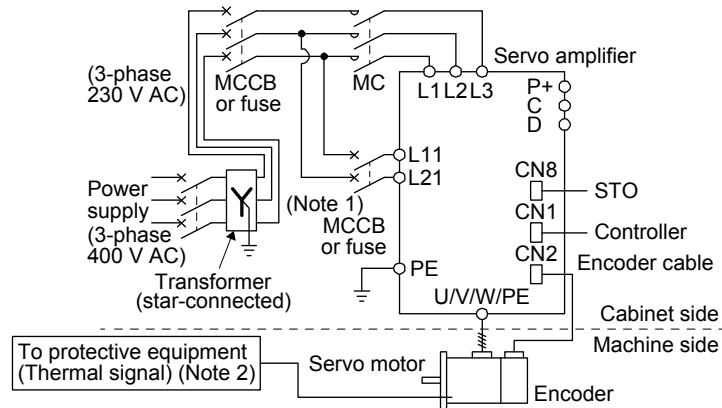 (3-phase
230 V AC)
MCCB
or fuse
MC
Servo amplifier
L1 L2 L3
P+
C
D
L11
L21
(Note 1)
MCCB
or fuse
Power
supply
(3-phase
400 V AC)
Transformer
(star-connected)
PE
CN8
STO
CN1
Controller
CN2
Encoder cable
U/V/W/PE
Cabinet side
Machine side
To protective equipment
(Thermal signal) (Note 2)
Servo motor
Encoder